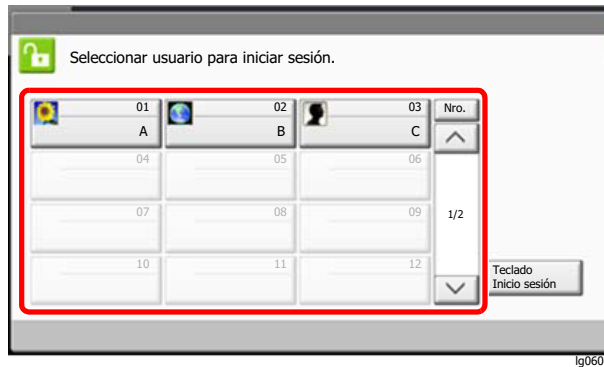 Seleccionar usuario para iniciar sesión.
01 02 03 Nro.
A B C
04 05 06
07 08 09 1/2
10 11 12
Teclado
Inicio sesión
lg060